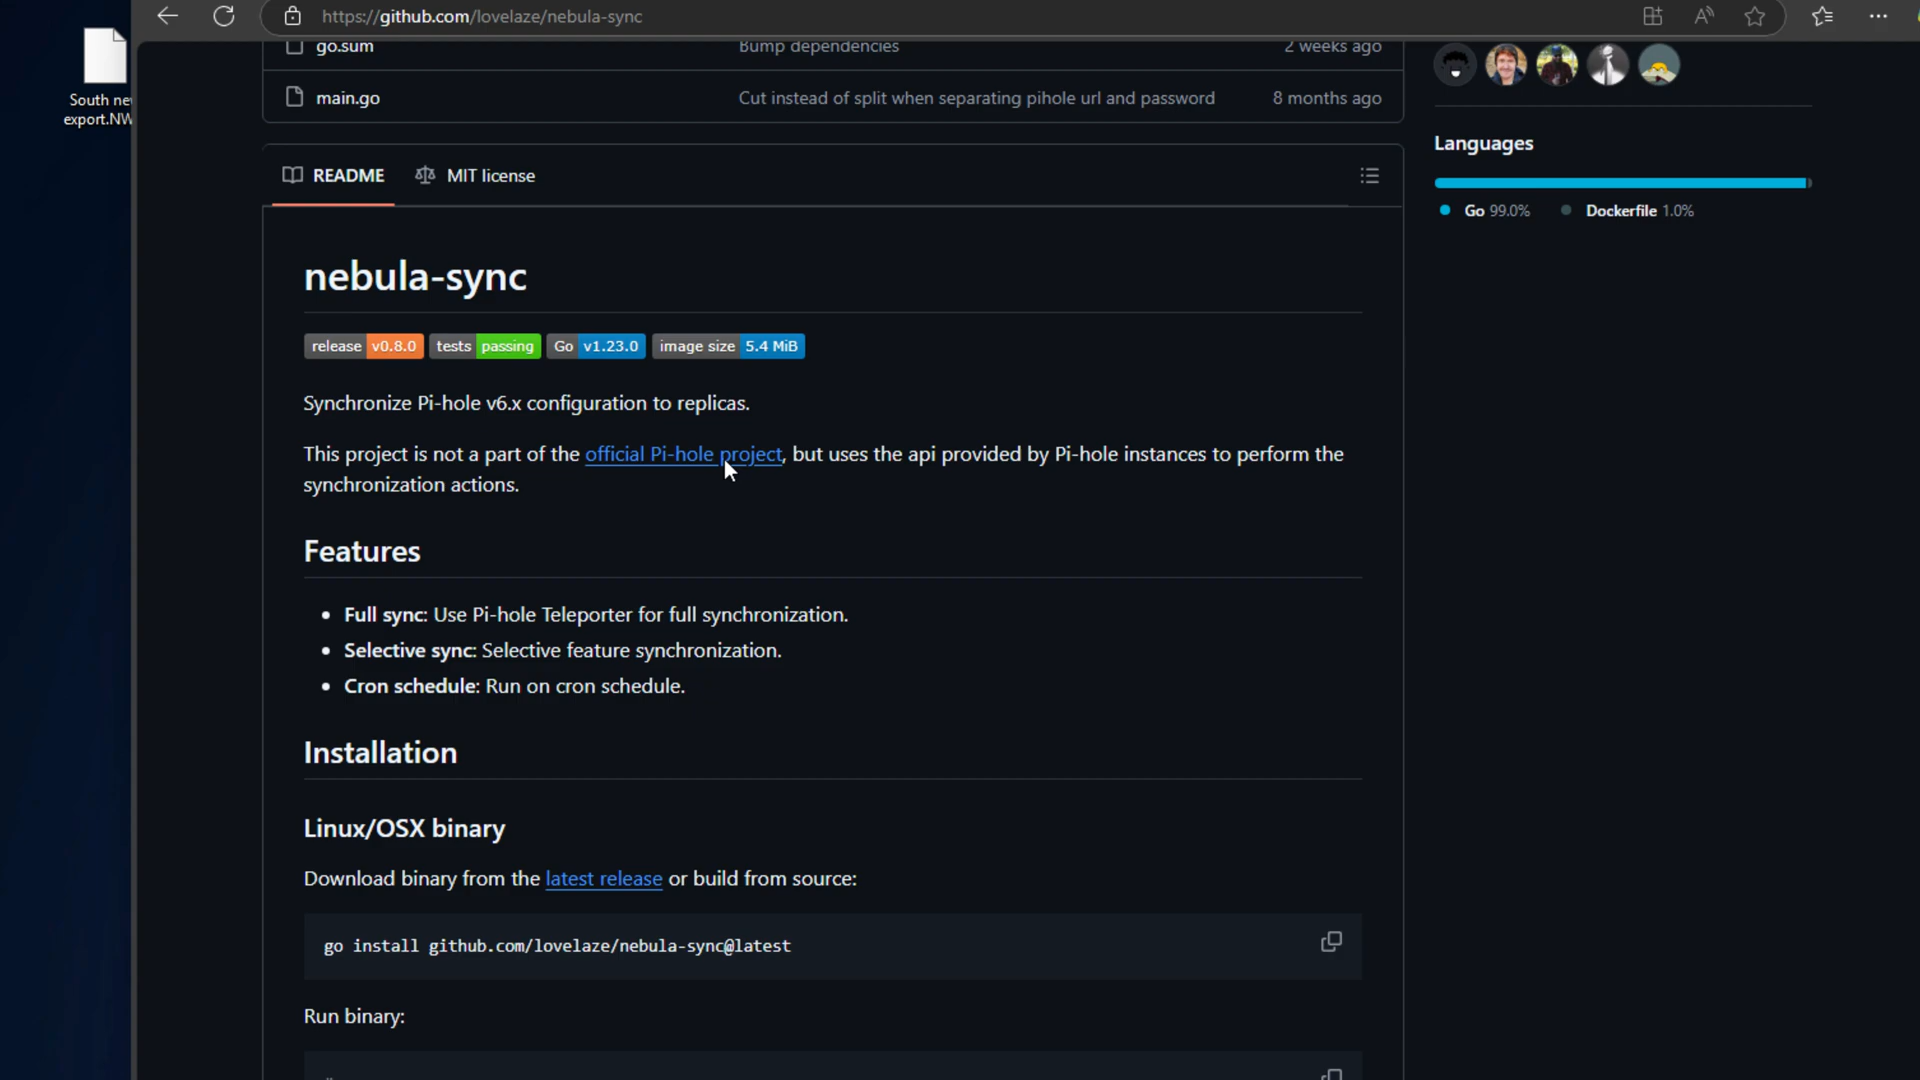 https://github.com/lovelaze/nebula-sync
South ne
export.NW
go.sum Bump dependencies 2 weeks ago
main.go Cut instead of split when separating pihole url and password 8 months ago
README MIT license
nebula-sync
release v0.8.0 tests passing Go v1.23.0 image size 5.4 MiB
Synchronize Pi-hole v6.x configuration to replicas.
This project is not a part of the official Pi-hole project, but uses the api provided by Pi-hole instances to perform the
synchronization actions.
Features
• Full sync: Use Pi-hole Teleporter for full synchronization.
• Selective sync: Selective feature synchronization.
• Cron schedule: Run on cron schedule.
Installation
Linux/OSX binary
Download binary from the latest release or build from source:
go install github.com/lovelaze/nebula-sync@latest
Run binary:
Languages
Go 99.0% Dockerfile 1.0%